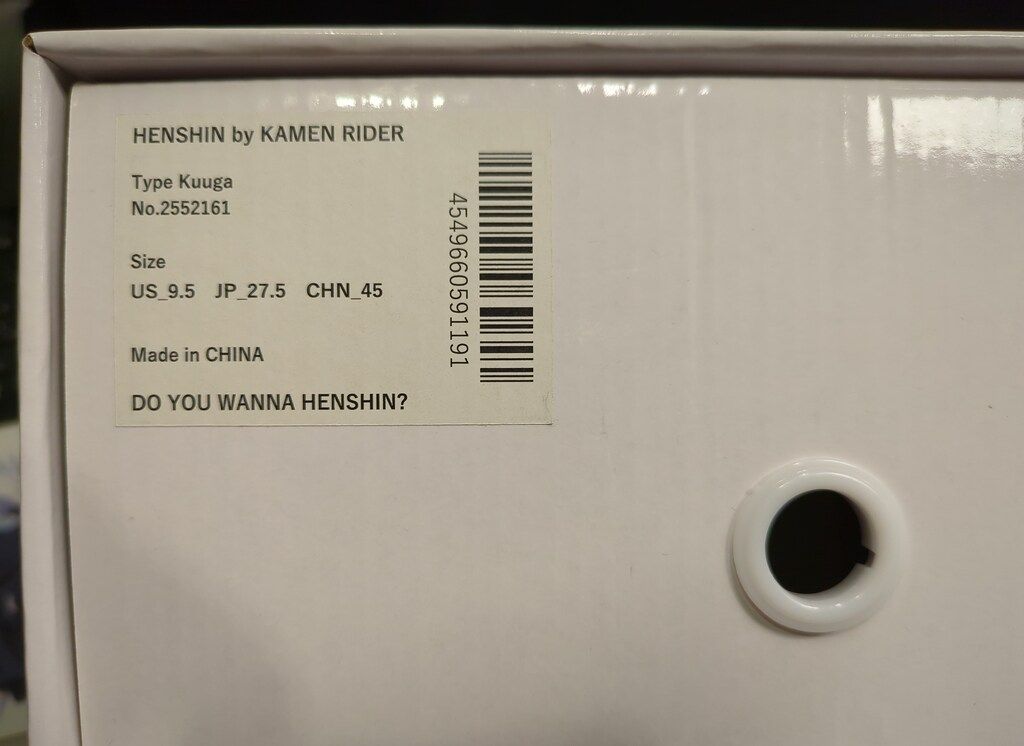 HENSHIN by KAMEN RIDER
Type Kuuga
No.2552161
Size
US_9.5 JP_27.5 CHN_45
Made in CHINA
DO YOU WANNA HENSHIN?
4549660591191